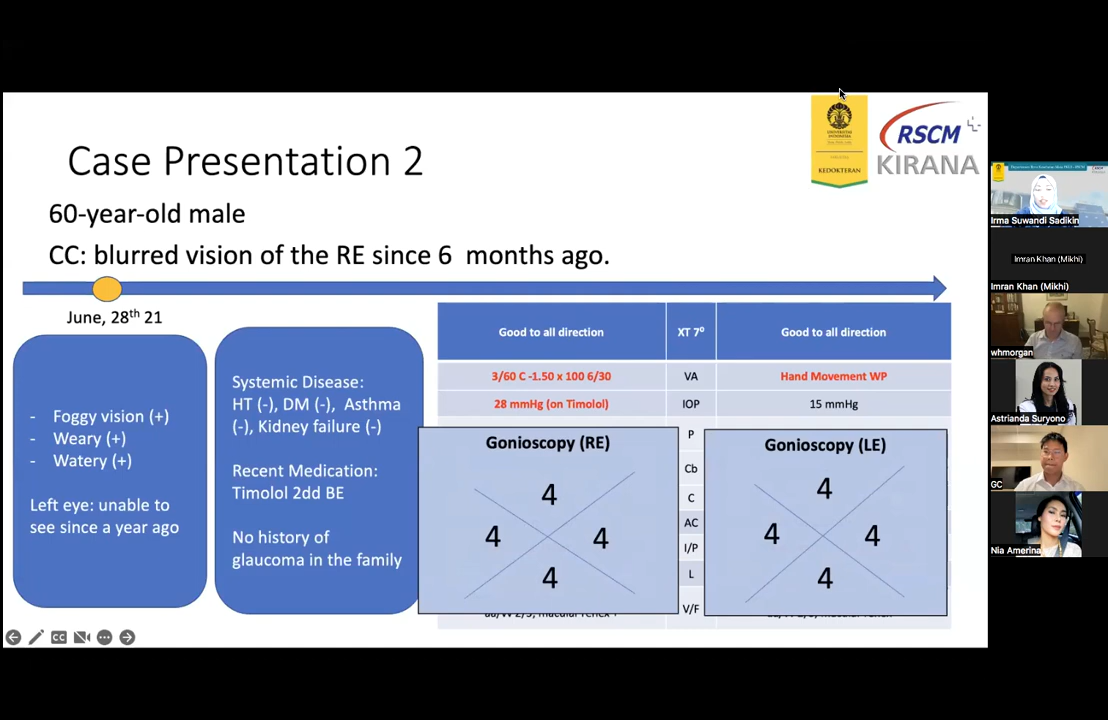 UNIVERSITAS
INDONESIA
KEDOKTERAN
RSCM
KIRANA
Case Presentation 2
60-year-old male
CC: blurred vision of the RE since 6 months ago.
June, 28th 21
- Foggy vision (+)
- Weary (+)
- Watery (+)
Left eye: unable to
see since a year ago
Systemic Disease:
HT (-), DM (-), Asthma
(-), Kidney failure (-)
Recent Medication:
Timolol 2dd BE
No history of
glaucoma in the family
Good to all direction XT 7⁰ Good to all direction
3/60 C -1.50 x 100 6/30 VA Hand Movement WP
28 mmHg (on Timolol) IOP 15 mmHg
P
Cb
C
AC
I/P
L
V/F
Gonioscopy (RE)
4
4 4
4
Gonioscopy (LE)
4
4 4
4
CC
Irma Suwandi Sadikin
Imran Khan (Mikhi)
Imran Khan (Mikhi)
whmorgan
Astrianda Suryono
GC
Nia Amerina